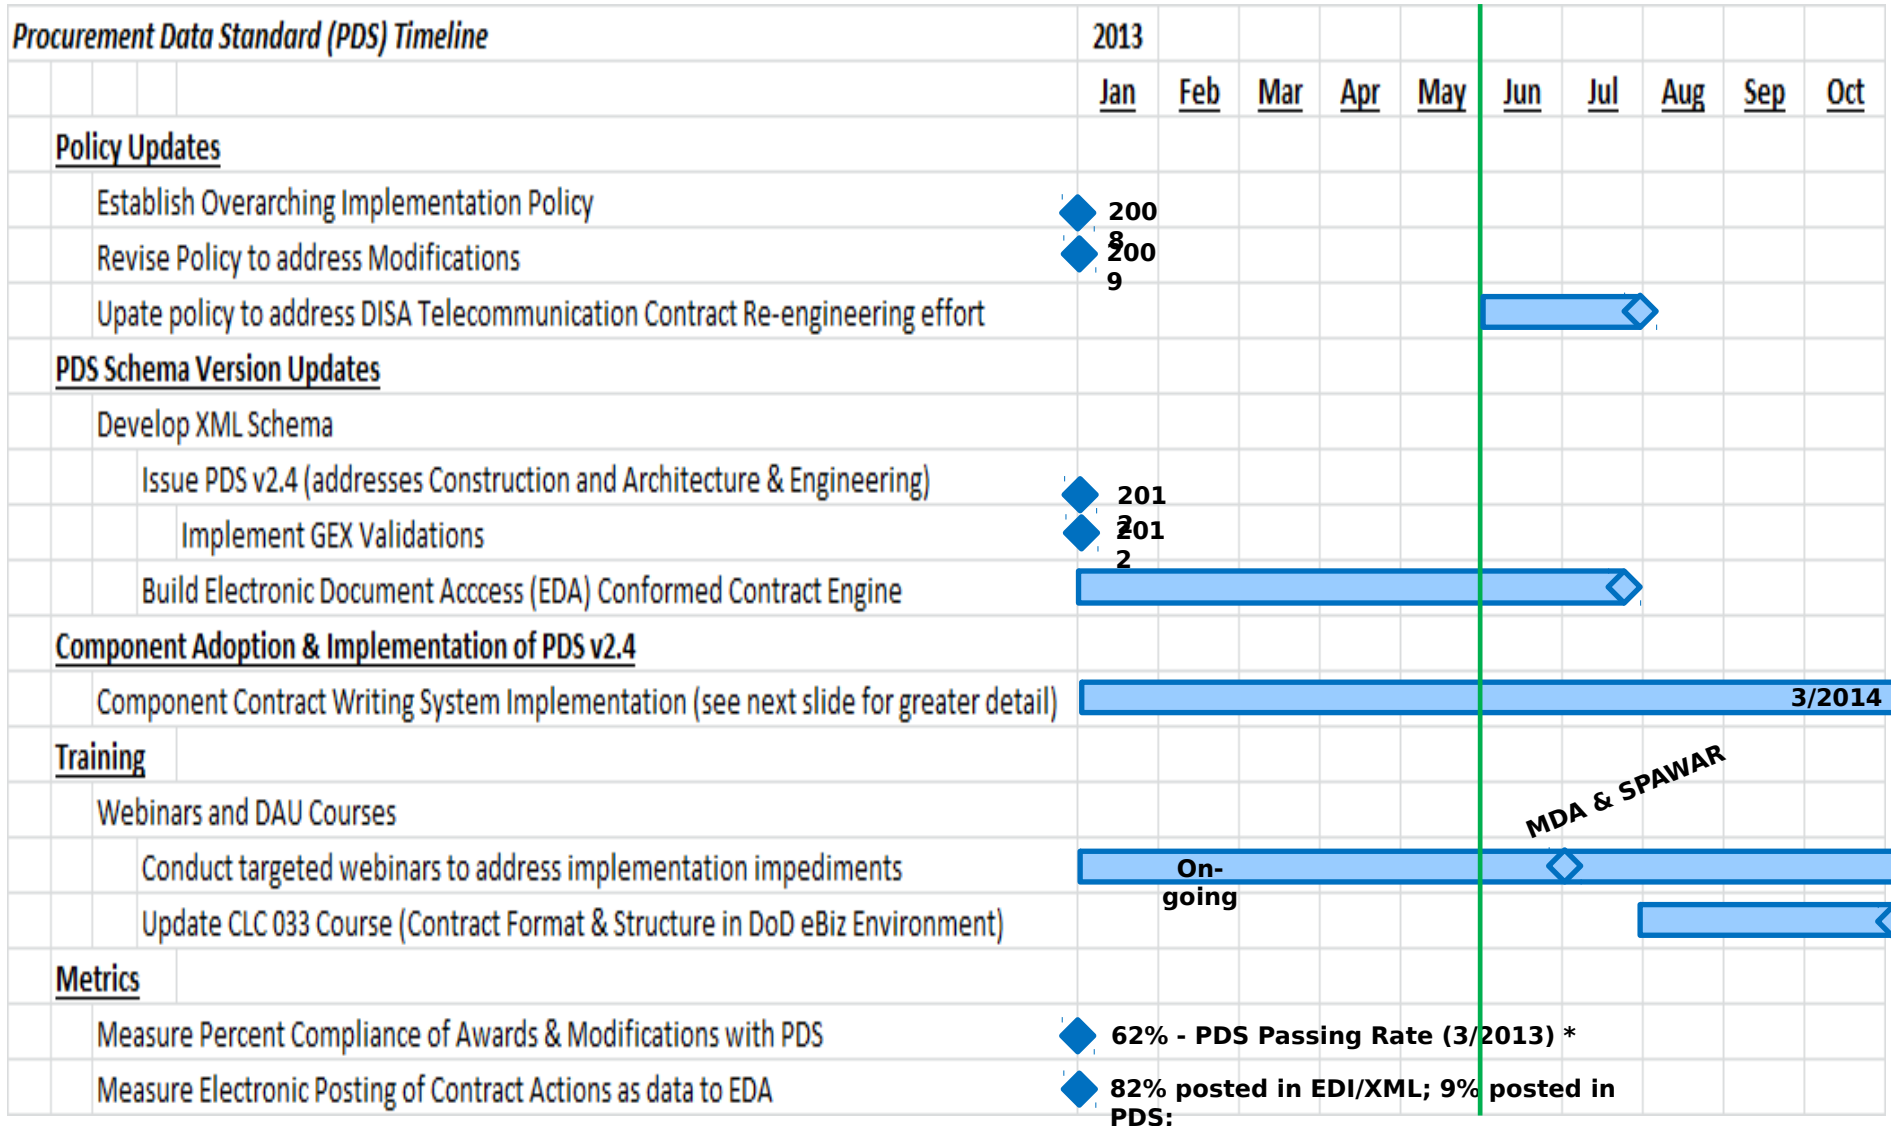 Procurement Data Standard (PDS) Timeline 2013
Jan Feb Mar Apr May Jun Jul Aug Sep Oct
Policy Updates
Establish Overarching Implementation Policy 2008
Revise Policy to address Modifications 2009
Upate policy to address DISA Telecommunication Contract Re-engineering effort
PDS Schema Version Updates
Develop XML Schema
Issue PDS v2.4 (addresses Construction and Architecture & Engineering) 2012
Implement GEX Validations 2012
Build Electronic Document Acccess (EDA) Conformed Contract Engine
Component Adoption & Implementation of PDS v2.4
Component Contract Writing System Implementation (see next slide for greater detail) 3/2014
Training
MDA & SPAWAR
Webinars and DAU Courses
Conduct targeted webinars to address implementation impediments On-
going
Update CLC 033 Course (Contract Format & Structure in DoD eBiz Environment)
Metrics
Measure Percent Compliance of Awards & Modifications with PDS 62% - PDS Passing Rate (3/2013) *
Measure Electronic Posting of Contract Actions as data to EDA 82% posted in EDI/XML; 9% posted in
PDS;